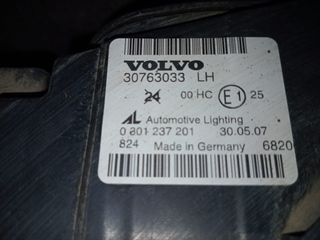 VOLVO
30763033 LH
24 00 HC E1 25
AL Automotive Lighting
0 301 237 201 30.05.07
824 Made in Germany 6820